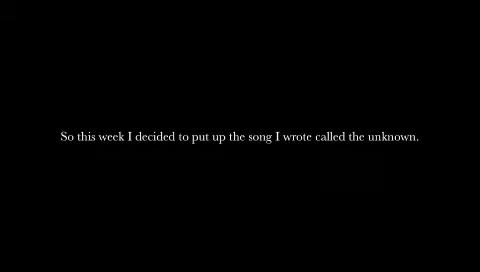 So this week I decided to put up the song I wrote called the unknown.